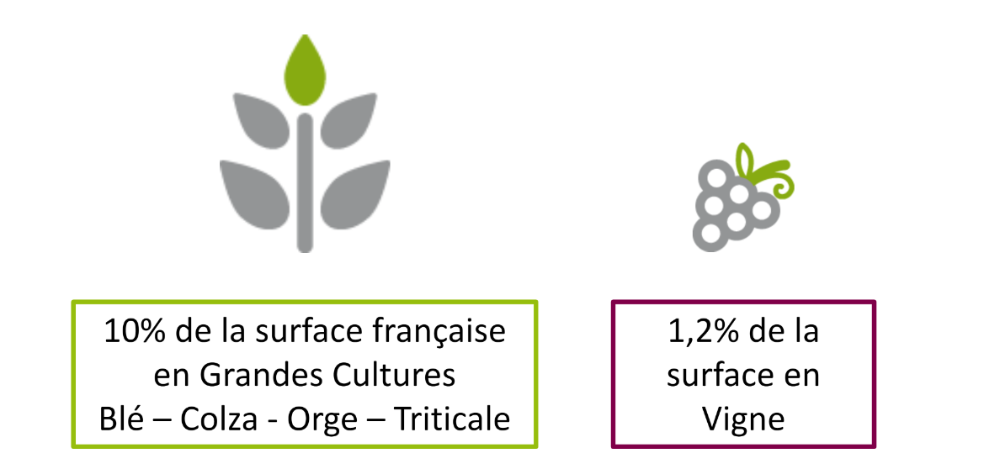 10% de la surface française
en Grandes Cultures
Blé – Colza - Orge – Triticale
1,2% de la
surface en
Vigne